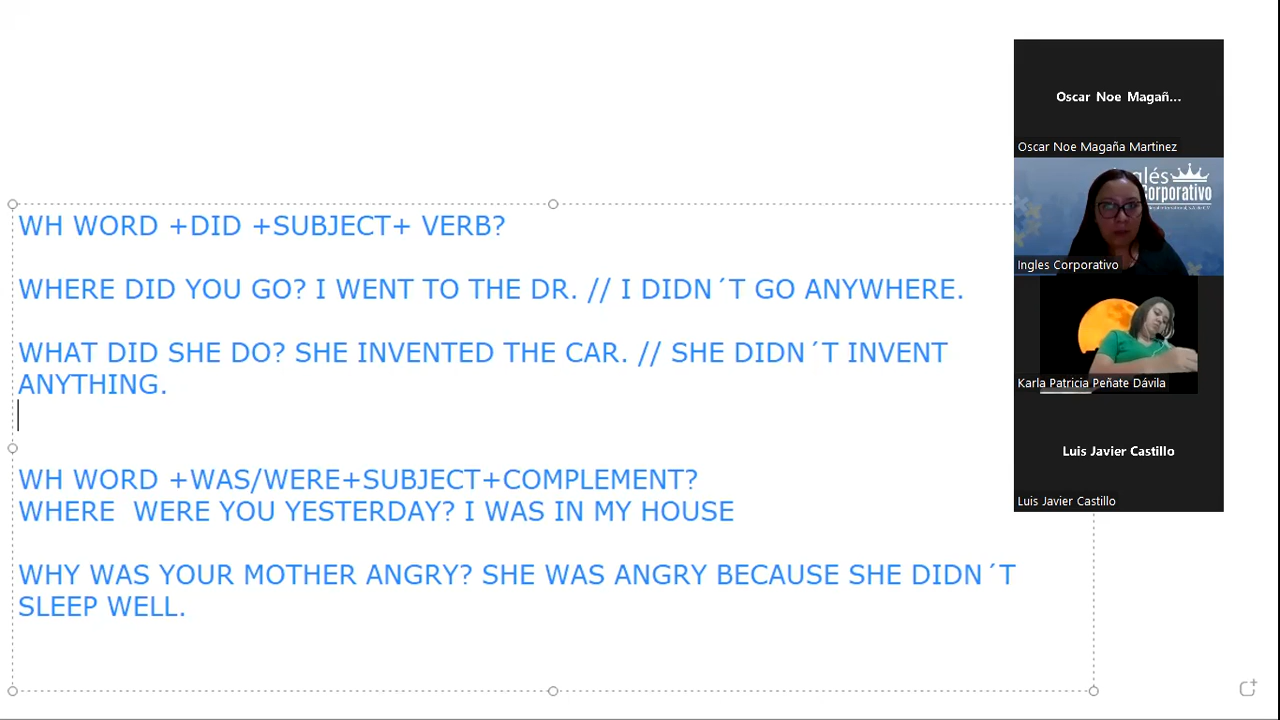 WH WORD +DID +SUBJECT+ VERB?
WHERE DID YOU GO? I WENT TO THE DR. // I DIDN´T GO ANYWHERE.
WHAT DID SHE DO? SHE INVENTED THE CAR. // SHE DIDN´T INVENT
ANYTHING.
WH WORD +WAS/WERE+SUBJECT+COMPLEMENT?
WHERE  WERE YOU YESTERDAY? I WAS IN MY HOUSE
WHY WAS YOUR MOTHER ANGRY? SHE WAS ANGRY BECAUSE SHE DIDN´T
SLEEP WELL.
Oscar Noe Magañ...
Oscar Noe Magaña Martinez
glés
Corporativo
Ingles Corporativo
Karla Patricia Peñate Dávila
Luis Javier Castillo
Luis Javier Castillo